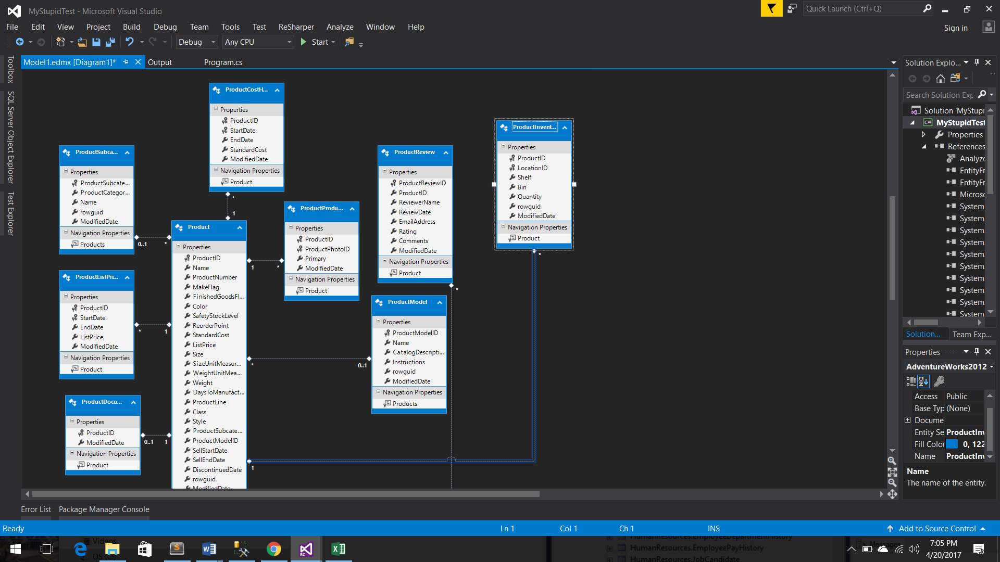 MyStupidTest - Microsoft Visual Studio
Quick Launch (Ctrl+Q)
File Edit View Project Build Debug Team Tools Test ReSharper Analyze Window Help
Sign in
Debug Any CPU Start
Toolbox
SQL Server Object Explorer
Test Explorer
Model1.edmx [Diagram1]* Output Program.cs
ProductCostH...
Properties
ProductID
StartDate
EndDate
StandardCost
ModifiedDate
Navigation Properties
Product
*
1
ProductSubca...
Properties
ProductSubcate...
ProductCategor...
Name
rowguid
ModifiedDate
Navigation Properties
Products
0..1 *
ProductListPri...
Properties
ProductID
StartDate
EndDate
ListPrice
ModifiedDate
Navigation Properties
Product
* 1
ProductDocu...
Properties
ProductID
ModifiedDate
Navigation Properties
Product
0..1 1
Product
Properties
ProductID
Name
ProductNumber
MakeFlag
FinishedGoodsFl...
Color
SafetyStockLevel
ReorderPoint
StandardCost
ListPrice
Size
SizeUnitMeasur...
WeightUnitMea...
Weight
DaysToManufact...
ProductLine
Class
Style
ProductSubcate...
ProductModelID
SellStartDate
SellEndDate
DiscontinuedDate
rowguid
ModifiedDate
1 *
ProductProdu...
Properties
ProductID
ProductPhotoID
Primary
ModifiedDate
Navigation Properties
Product
ProductReview
Properties
ProductReviewID
ProductID
ReviewerName
ReviewDate
EmailAddress
Rating
Comments
ModifiedDate
Navigation Properties
Product
*
* 0..1
ProductModel
Properties
ProductModelID
Name
CatalogDescripti...
Instructions
rowguid
ModifiedDate
Navigation Properties
Products
ProductInvent...
Properties
ProductID
LocationID
Shelf
Bin
Quantity
rowguid
ModifiedDate
Navigation Properties
Product
*
1
Solution Explo...
Search Solution Exp
Solution 'MyStupi
C# MyStupidTest
Properties
References
Analyze
EntityFr
EntityFr
Microso
System
System.
System.
System.
System.
System.
System.
System.
System.
System.
Solution... Team Exp...
Properties
AdventureWorks2012
Access Public
Base Typ (None)
Docume
Entity Se ProductInv
Fill Color 0, 122
Name ProductInv
Name
The name of the entity.
Error List Package Manager Console
Ready Ln 1 Col 1 Ch 1 INS Add to Source Control
Videos
OS (C:)
HumanResources.EmployeeDepartmentHistory
HumanResources.EmployeePayHistory
HumanResources.JobCandidate
Messages
RC
7:05 PM
4/20/2017